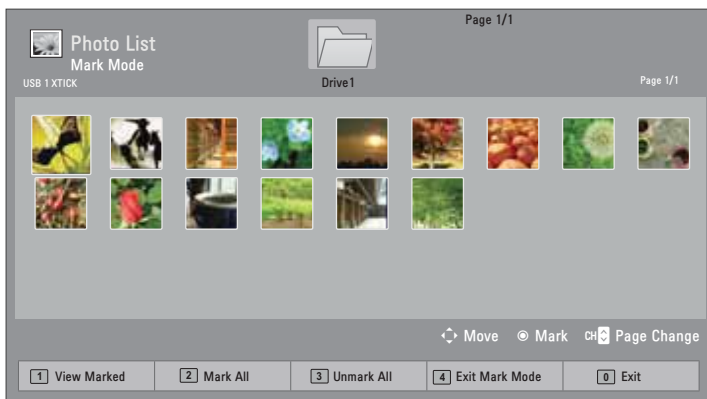 Page 1/1
Photo List
Mark Mode
USB 1 XTICK
Drive1
Page 1/1
Move Mark CH Page Change
1 View Marked 2 Mark All 3 Unmark All 4 Exit Mark Mode 0 Exit